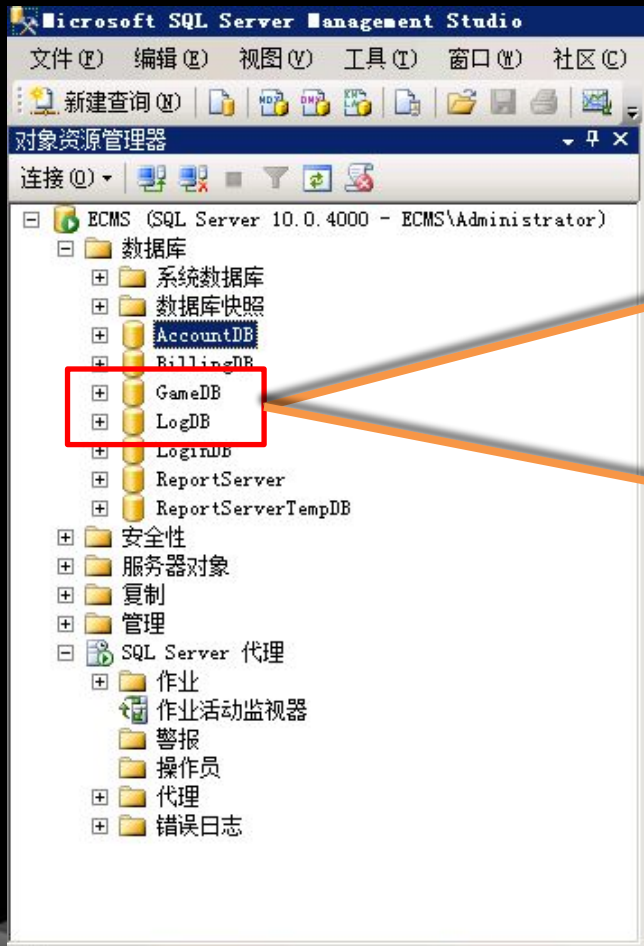 Microsoft SQL Server Management Studio
文件(F) 编辑(E) 视图(V) 工具(T) 窗口(W) 社区(C)
新建查询(N)
对象资源管理器
连接(O)
ECMS (SQL Server 10.0.4000 - ECMS\Administrator)
数据库
系统数据库
数据库快照
AccountDB
BillingDB
GameDB
LogDB
LoginDB
ReportServer
ReportServerTempDB
安全性
服务器对象
复制
管理
SQL Server 代理
作业
作业活动监视器
警报
操作员
代理
错误日志